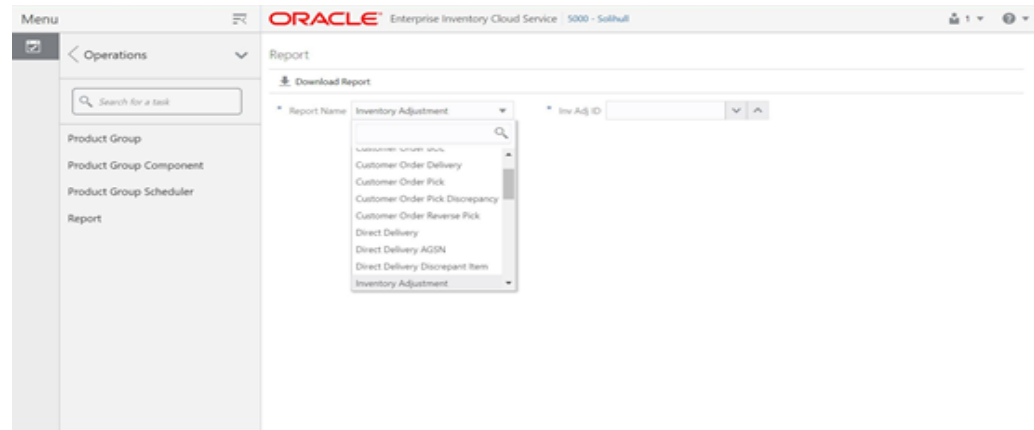 Menu
ORACLE® Enterprise Inventory Cloud Service 5000 - Solihull
1
Operations
Search for a task
Product Group
Product Group Component
Product Group Scheduler
Report
Report
Download Report
* Report Name Inventory Adjustment * Inv Adj ID
Customer Order Delivery
Customer Order Pick
Customer Order Pick Discrepancy
Customer Order Reverse Pick
Direct Delivery
Direct Delivery AGSN
Direct Delivery Discrepant Item
Inventory Adjustment